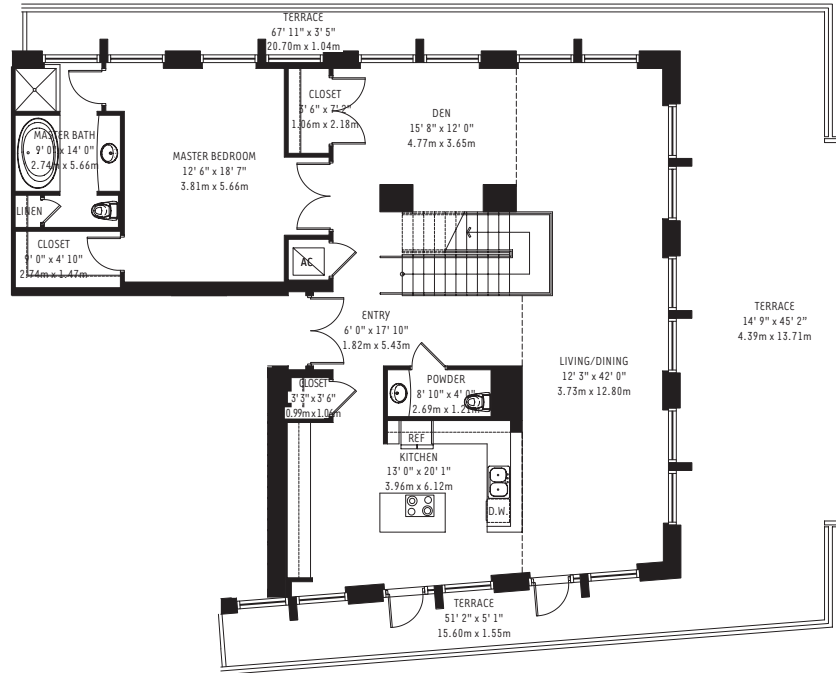 TERRACE
67' 11" x 3' 5"
20.70m x 1.04m
CLOSET
3' 6" x 7' 2"
1.06m x 2.18m
DEN
15' 8" x 12' 0"
4.77m x 3.65m
MASTER BATH
9' 0" x 14' 0"
2.74m x 5.66m
MASTER BEDROOM
12' 6" x 18' 7"
3.81m x 5.66m
LINEN
CLOSET
9' 0" x 4' 10"
2.74m x 1.47m
AC
ENTRY
6' 0" x 17' 10"
1.82m x 5.43m
TERRACE
14' 9" x 45' 2"
4.39m x 13.71m
LIVING/DINING
12' 3" x 42' 0"
3.73m x 12.80m
CLOSET
3'3" x 3'6"
0.99m x 1.06m
POWDER
8' 10" x 4' 0"
2.69m x 1.21m
REF
KITCHEN
13' 0" x 20' 1"
3.96m x 6.12m
D.W.
TERRACE
51' 2" x 5' 1"
15.60m x 1.55m